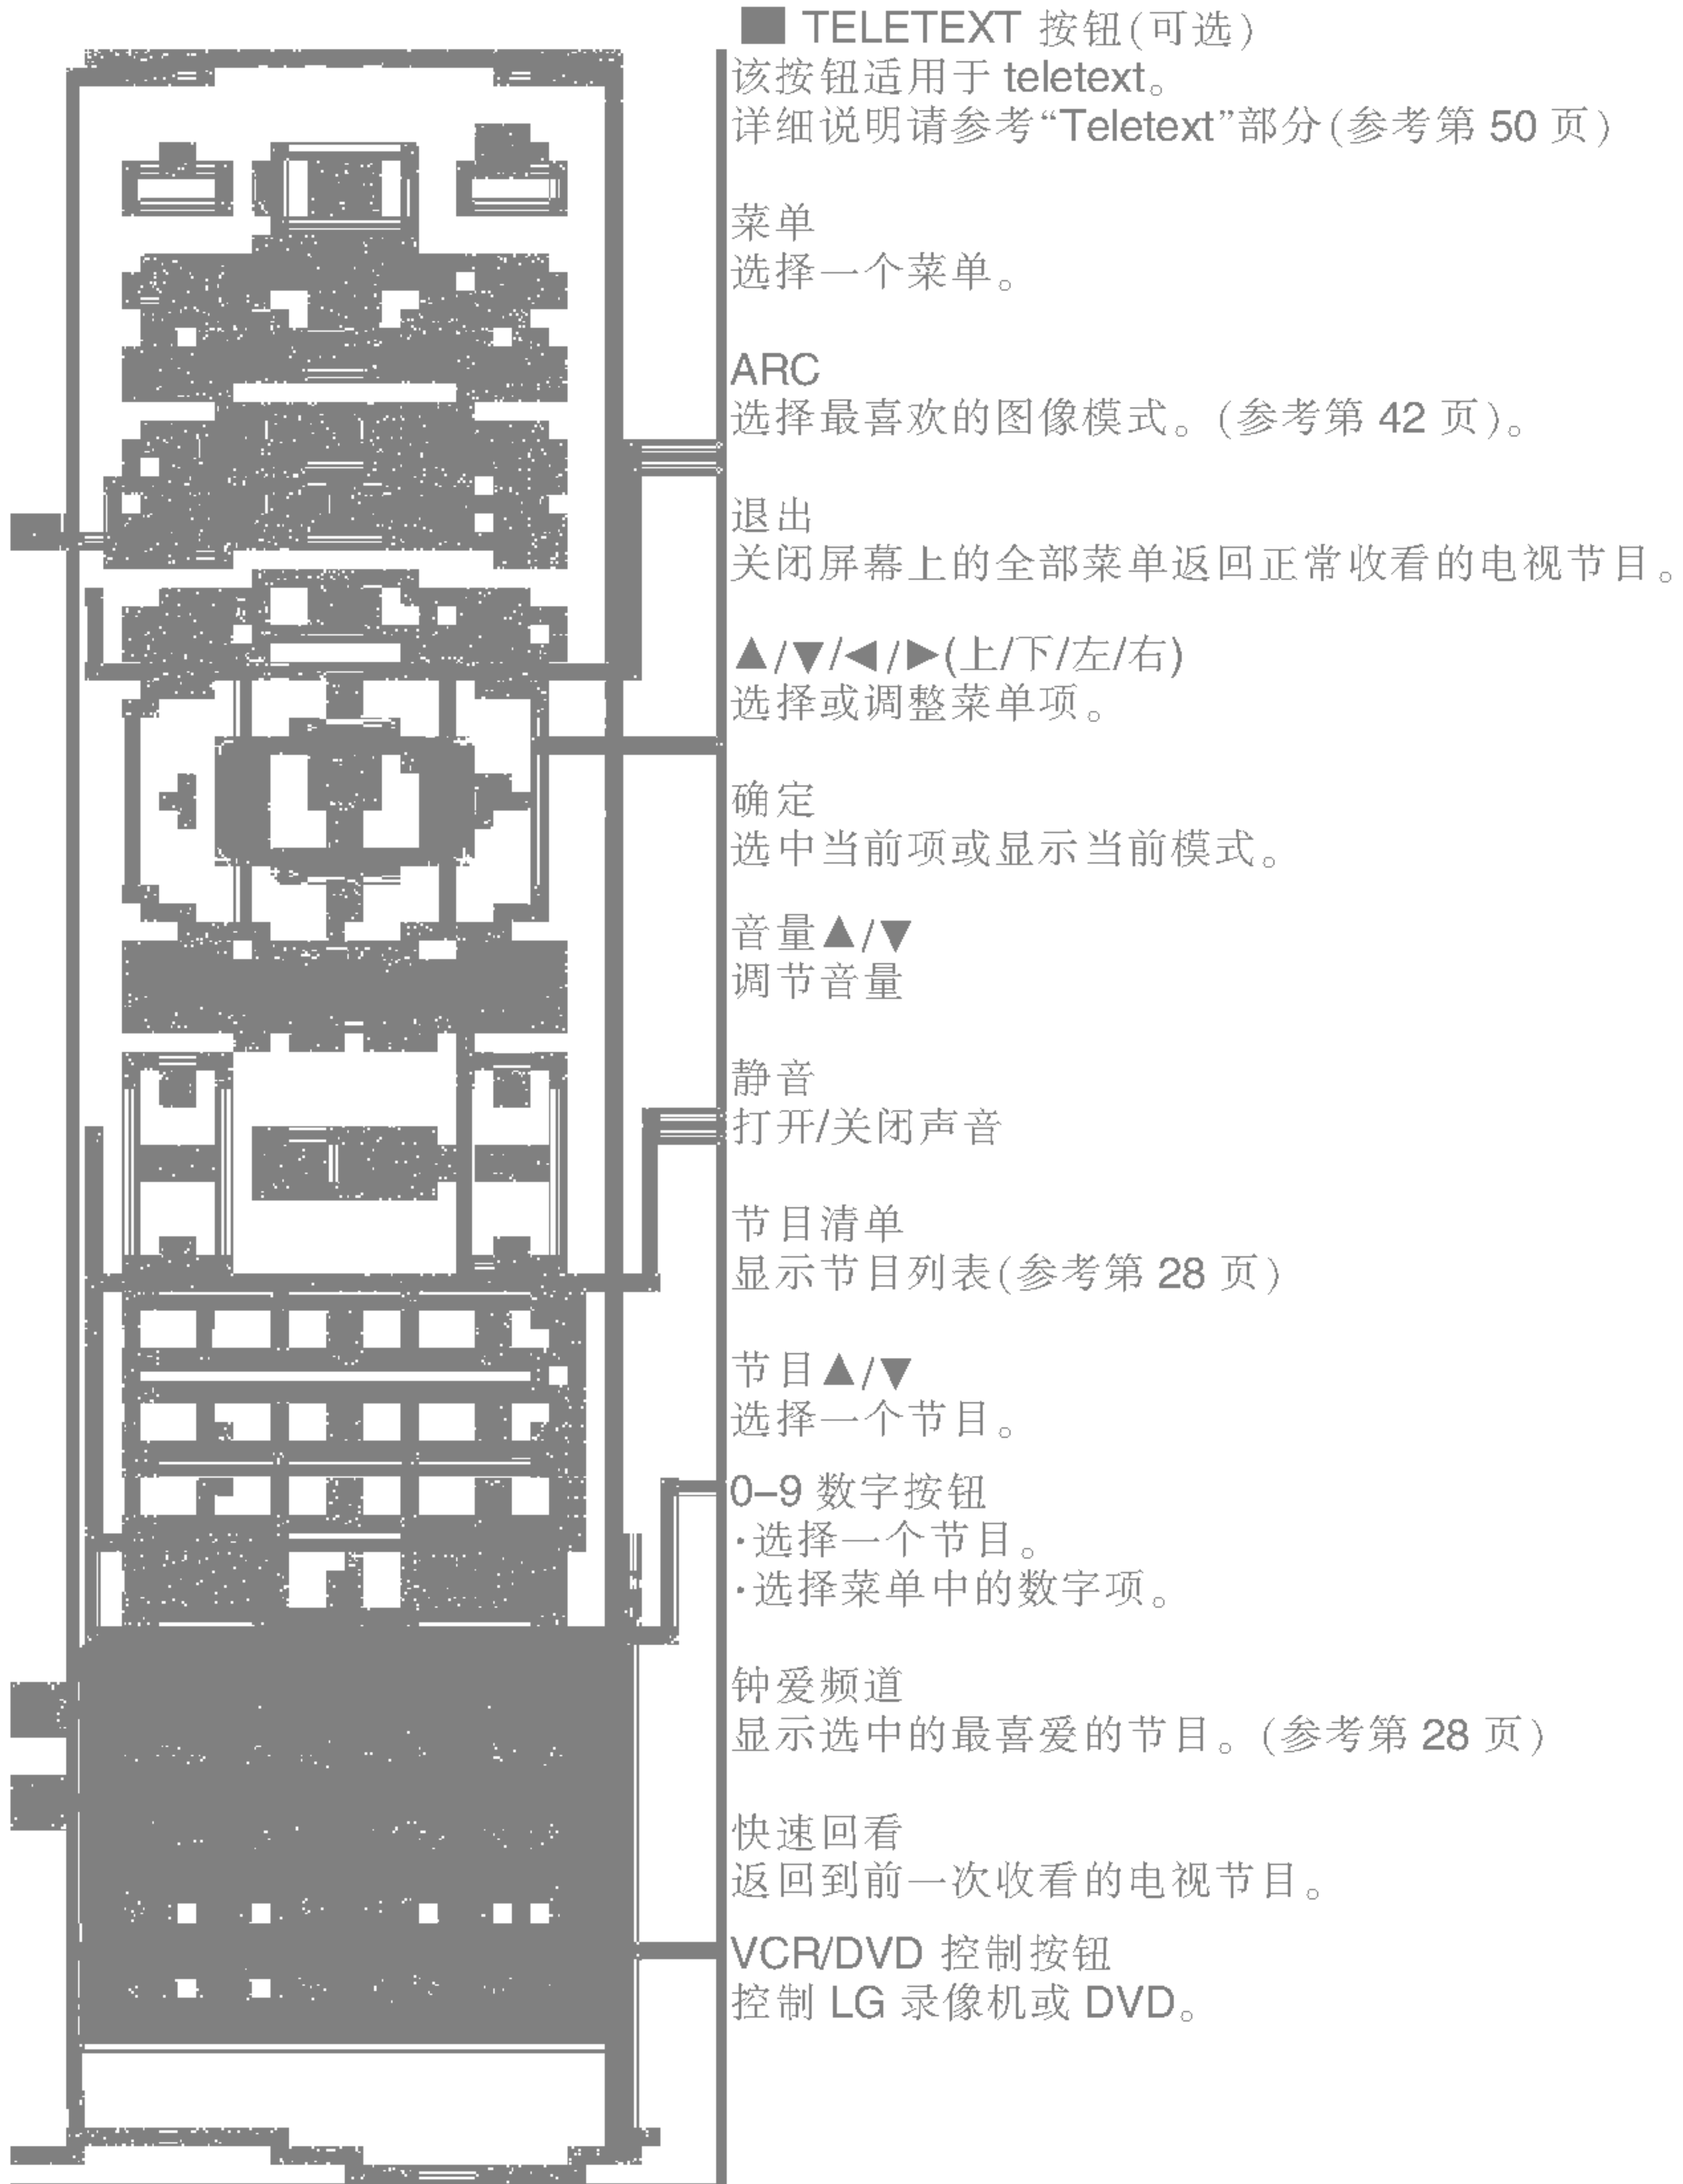 ■ TELETEXT 按钮(可选)
该按钮适用于 teletext。
详细说明请参考“Teletext”部分(参考第 50 页)
菜单
选择一个菜单。
ARC
选择最喜欢的图像模式。(参考第 42 页)。
退出
关闭屏幕上的全部菜单返回正常收看的电视节目。
▲/▼/◀/▶(上/下/左/右)
选择或调整菜单项。
确定
选中当前项或显示当前模式。
音量▲/▼
调节音量
静音
打开/关闭声音
节目清单
显示节目列表(参考第 28 页)
节目▲/▼
选择一个节目。
0–9 数字按钮
·选择一个节目。
·选择菜单中的数字项。
钟爱频道
显示选中的最喜爱的节目。(参考第 28 页)
快速回看
返回到前一次收看的电视节目。
VCR/DVD 控制按钮
控制 LG 录像机或 DVD。